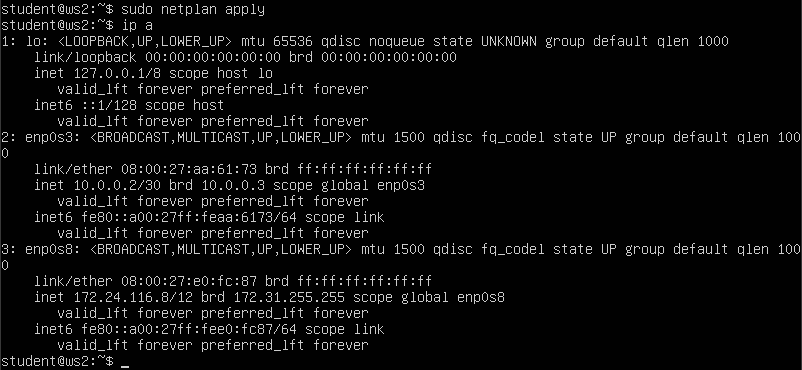 student@ws2:~$ sudo netplan apply
student@ws2:~$ ip a
1: lo: <LOOPBACK,UP,LOWER_UP> mtu 65536 qdisc noqueue state UNKNOWN group default qlen 1000
    link/loopback 00:00:00:00:00:00 brd 00:00:00:00:00:00
    inet 127.0.0.1/8 scope host lo
       valid_lft forever preferred_lft forever
    inet6 ::1/128 scope host
       valid_lft forever preferred_lft forever
2: enp0s3: <BROADCAST,MULTICAST,UP,LOWER_UP> mtu 1500 qdisc fq_codel state UP group default qlen 100
0
    link/ether 08:00:27:aa:61:73 brd ff:ff:ff:ff:ff:ff
    inet 10.0.0.2/30 brd 10.0.0.3 scope global enp0s3
       valid_lft forever preferred_lft forever
    inet6 fe80::a00:27ff:feaa:6173/64 scope link
       valid_lft forever preferred_lft forever
3: enp0s8: <BROADCAST,MULTICAST,UP,LOWER_UP> mtu 1500 qdisc fq_codel state UP group default qlen 100
0
    link/ether 08:00:27:e0:fc:87 brd ff:ff:ff:ff:ff:ff
    inet 172.24.116.8/12 brd 172.31.255.255 scope global enp0s8
       valid_lft forever preferred_lft forever
    inet6 fe80::a00:27ff:fee0:fc87/64 scope link
       valid_lft forever preferred_lft forever
student@ws2:~$ _